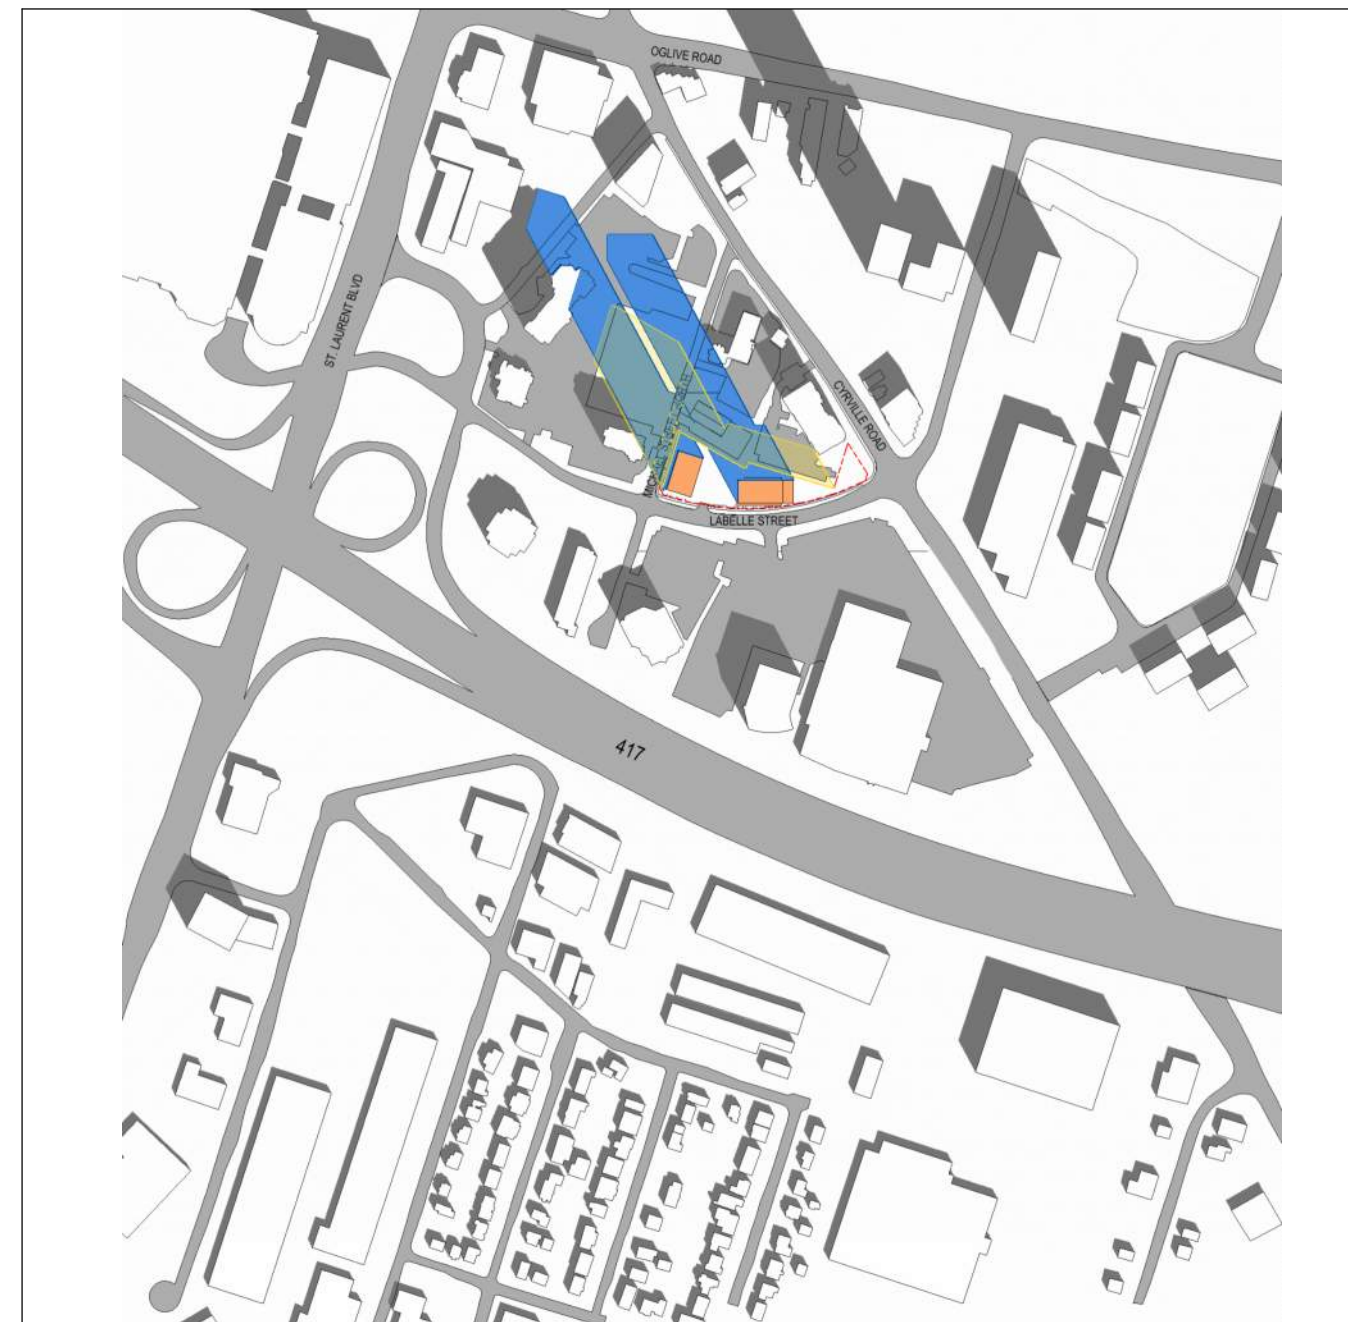 OGLIVE ROAD
ST. LAURENT BLVD
CYRVILLE ROAD
LABELLE STREET
417